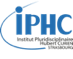 IPHC
Institut Pluridisciplinaire
Hubert CURIEN
STRASBOURG